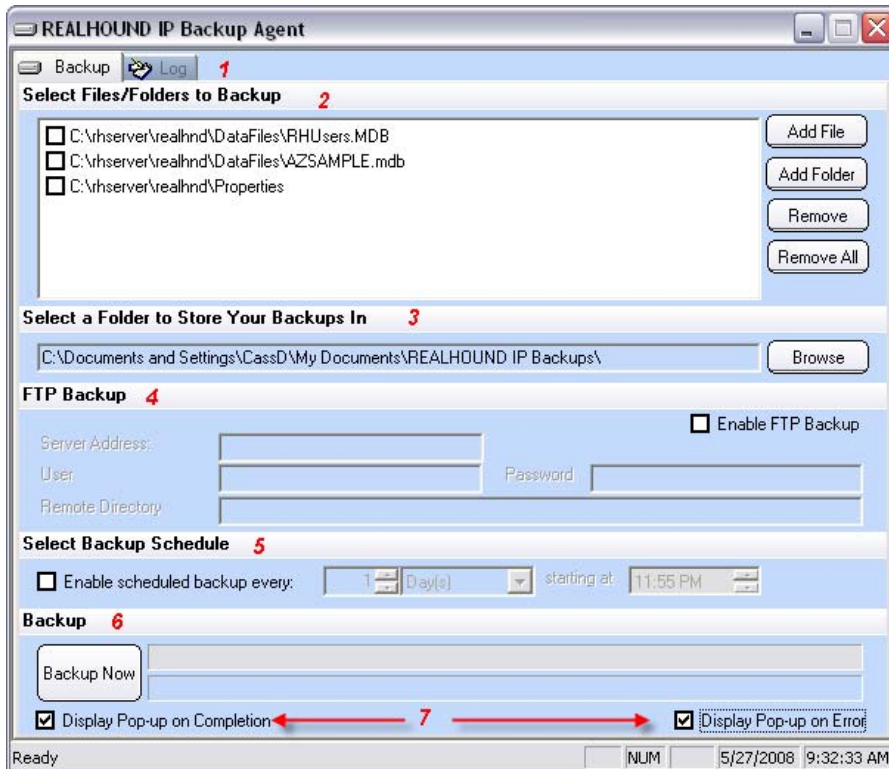 REALHOUND IP Backup Agent
Backup Log 1
Select Files/Folders to Backup 2
C:\rhserver\realhnd\DataFiles\RHUsers.MDB
C:\rhserver\realhnd\DataFiles\AZSAMPLE.mdb
C:\rhserver\realhnd\Properties
Add File
Add Folder
Remove
Remove All
Select a Folder to Store Your Backups In 3
C:\Documents and Settings\CassD\My Documents\REALHOUND IP Backups\ Browse
FTP Backup 4
Enable FTP Backup
Server Address:
User Password
Remote Directory
Select Backup Schedule 5
Enable scheduled backup every: 1 Day(s) starting at 11:55 PM
Backup 6
Backup Now
Display Pop-up on Completion 7 Display Pop-up on Error
Ready NUM 5/27/2008 9:32:33 AM